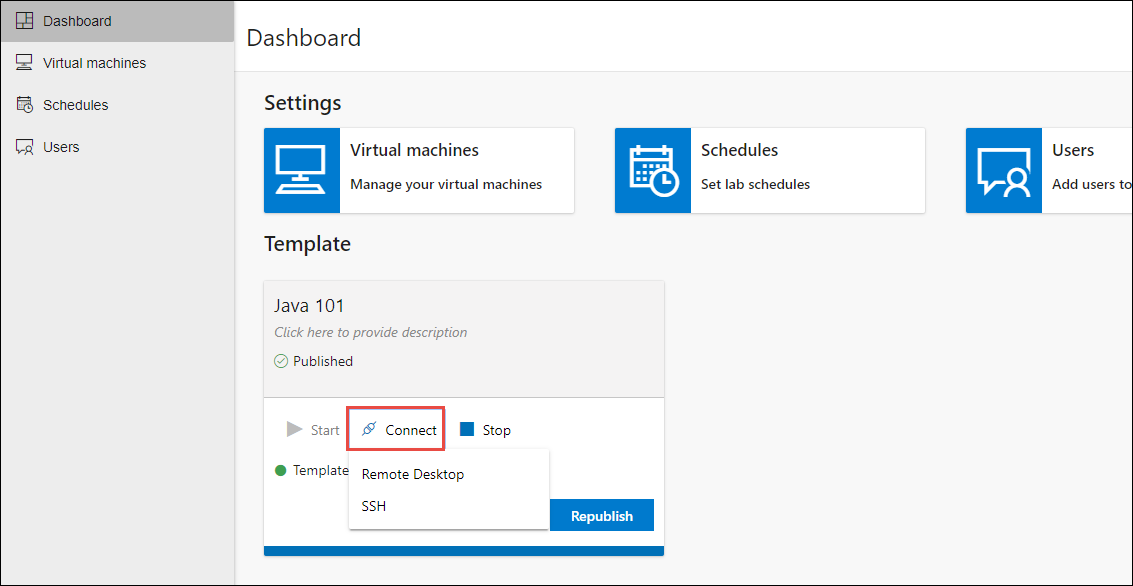 Dashboard
Virtual machines
Schedules
Users
Dashboard
Settings
Virtual machines
Manage your virtual machines
Schedules
Set lab schedules
Users
Add users to
Template
Java 101
Click here to provide description
Published
Start
Connect
Stop
Template
Remote Desktop
SSH
Republish